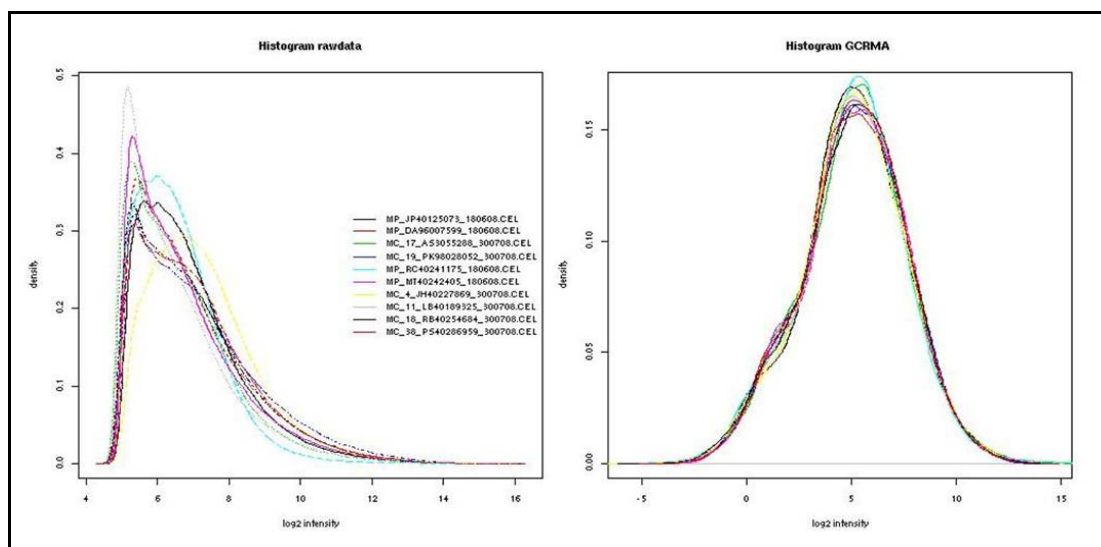 Histogram rawdata
0.5
0.4
0.3
0.2
0.1
0.0
density
4 6 8 10 12 14 16
log2 intensity
MP_JP40125073_180608.CEL
MP_DA96007599_180608.CEL
MC_17_AS3055288_300708.CEL
MC_19_PK98028052_300708.CEL
MP_RC40241175_180608.CEL
MP_MT40242405_180608.CEL
MC_4_JH40227869_300708.CEL
MC_11_LB40189325_300708.CEL
MC_18_RB40254684_300708.CEL
MC_38_PS40286959_300708.CEL
Histogram GCRMA
0.15
0.10
0.05
0.00
density
-5 0 5 10 15
log2 intensity